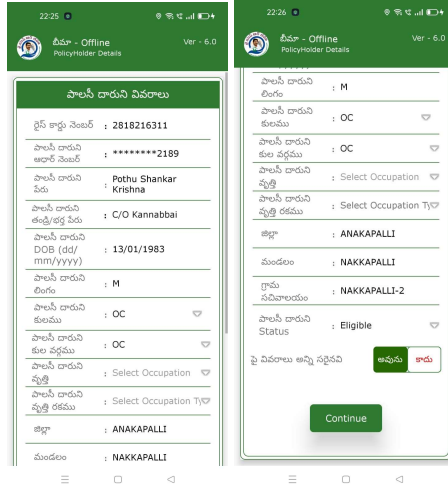 22:25
బీమా - Offline
PolicyHolder Details
Ver - 6.0
పాలసీ దారుని వివరాలు
రైస్ కార్డు నెంబర్ : 2818216311
పాలసీ దారుని
ఆధార్ నెంబర్ : ********2189
పాలసీ దారుని
పేరు : Pothu Shankar
Krishna
పాలసీ దారుని
తండ్రి/భర్త పేరు : C/O Kannabbai
పాలసీ దారుని
DOB (dd/
mm/yyyy) : 13/01/1983
పాలసీ దారుని
లింగం : M
పాలసీ దారుని
కులము : OC
పాలసీ దారుని
కుల వర్గము : OC
పాలసీ దారుని
వృత్తి : Select Occupation
పాలసీ దారుని
వృత్తి రకము : Select Occupation Ty
జిల్లా : ANAKAPALLI
మండలం : NAKKAPALLI
22:26
బీమా - Offline
PolicyHolder Details
Ver - 6.0
పాలసీ దారుని
లింగం : M
పాలసీ దారుని
కులము : OC
పాలసీ దారుని
కుల వర్గము : OC
పాలసీ దారుని
వృత్తి : Select Occupation
పాలసీ దారుని
వృత్తి రకము : Select Occupation Ty
జిల్లా : ANAKAPALLI
మండలం : NAKKAPALLI
గ్రామ
సచివాలయం : NAKKAPALLI-2
పాలసీ దారుని
Status : Eligible
పై వివరాలు అన్ని సరైనవి అవును కాదు
Continue